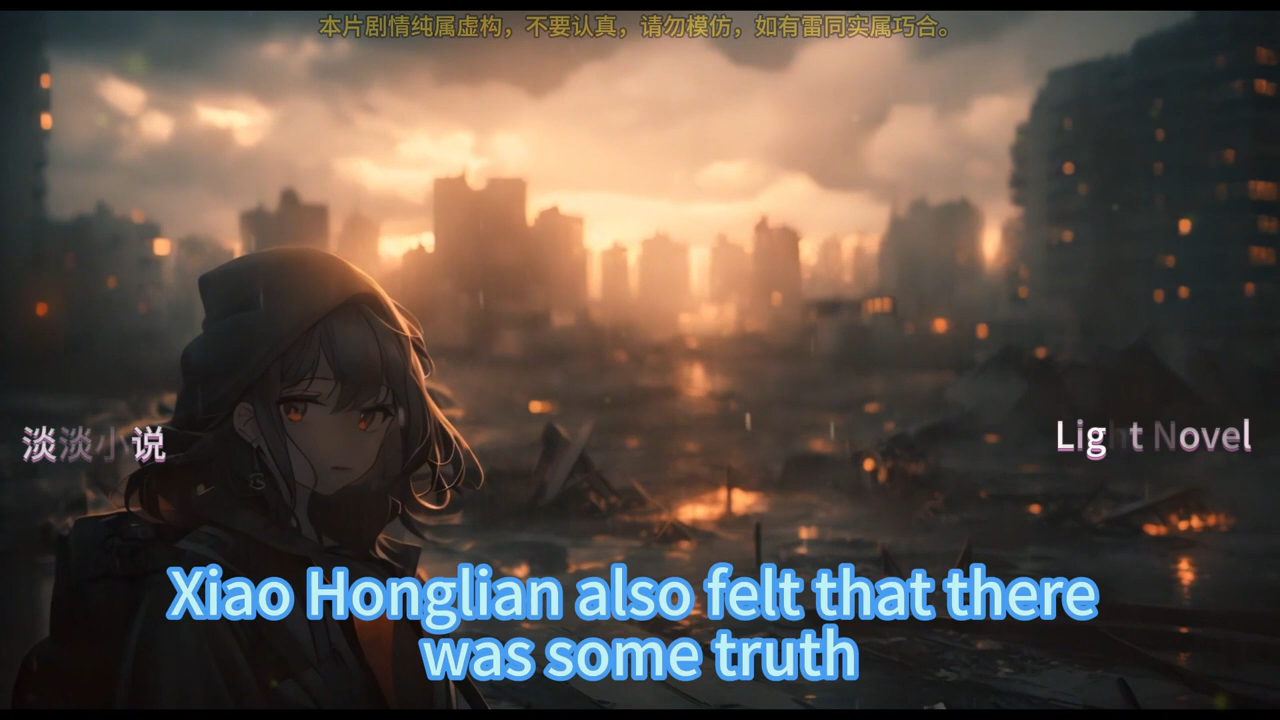 本片剧情纯属虚构，不要认真，请勿模仿，如有雷同实属巧合。
淡淡小说
Light Novel
Xiao Honglian also felt that there
was some truth